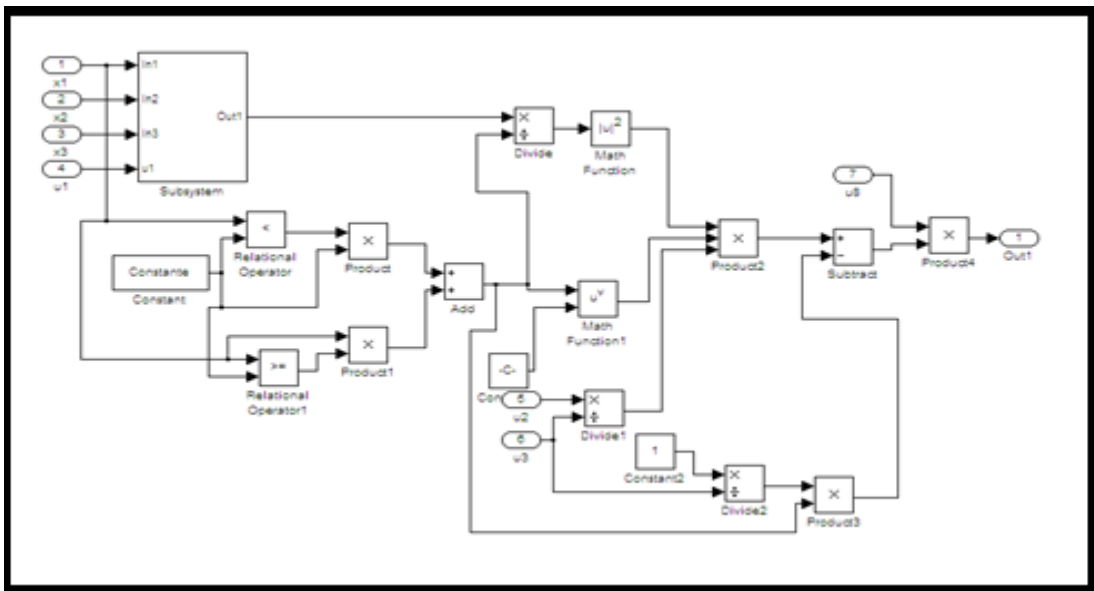 1
x1
2
x2
3
x3
4
u1
In1
In2
In3
u1
Out1
Subsystem
×
÷
Divide
|u|²
Math
Function
7
u8
<
Relational
Operator
×
Product
Constante
Constant
+
+
Add
×
Product1
>=
Relational
Operator1
uᵛ
Math
Function1
×
Product2
+
−
Subtract
×
Product4
1
Out1
-C-
5
u2
×
÷
Divide1
6
u3
1
Constant2
×
÷
Divide2
×
Product3